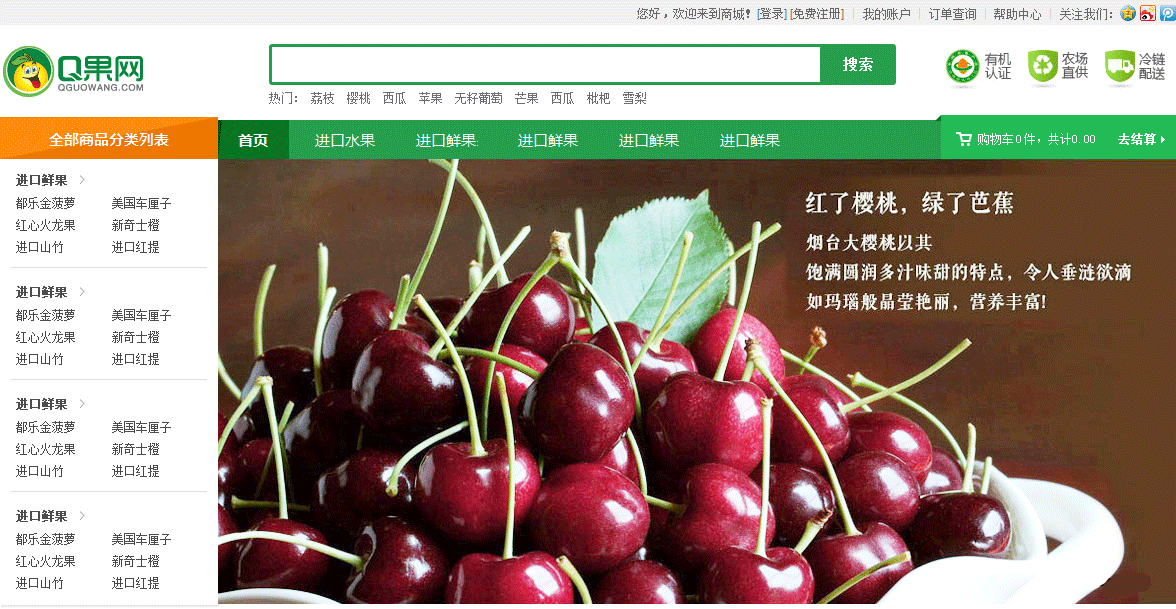 您好，欢迎来到商城！ [登录] [免费注册] 我的账户 订单查询 帮助中心 关注我们：
Q果网
QGUOWANG.COM
搜索
有机认证 农场直供 冷链配送
热门： 荔枝 樱桃 西瓜 苹果 无籽葡萄 芒果 西瓜 枇杷 雪梨
全部商品分类列表 首页 进口水果 进口鲜果 进口鲜果 进口鲜果 进口鲜果 购物车0件，共计0.00 去结算
进口鲜果
都乐金菠萝 美国车厘子
红心火龙果 新奇士橙
进口山竹 进口红提
进口鲜果
都乐金菠萝 美国车厘子
红心火龙果 新奇士橙
进口山竹 进口红提
进口鲜果
都乐金菠萝 美国车厘子
红心火龙果 新奇士橙
进口山竹 进口红提
进口鲜果
都乐金菠萝 美国车厘子
红心火龙果 新奇士橙
进口山竹 进口红提
红了樱桃，绿了芭蕉
烟台大樱桃以其
饱满圆润多汁味甜的特点，令人垂涟欲滴
如玛瑙般晶莹艳丽，营养丰富!